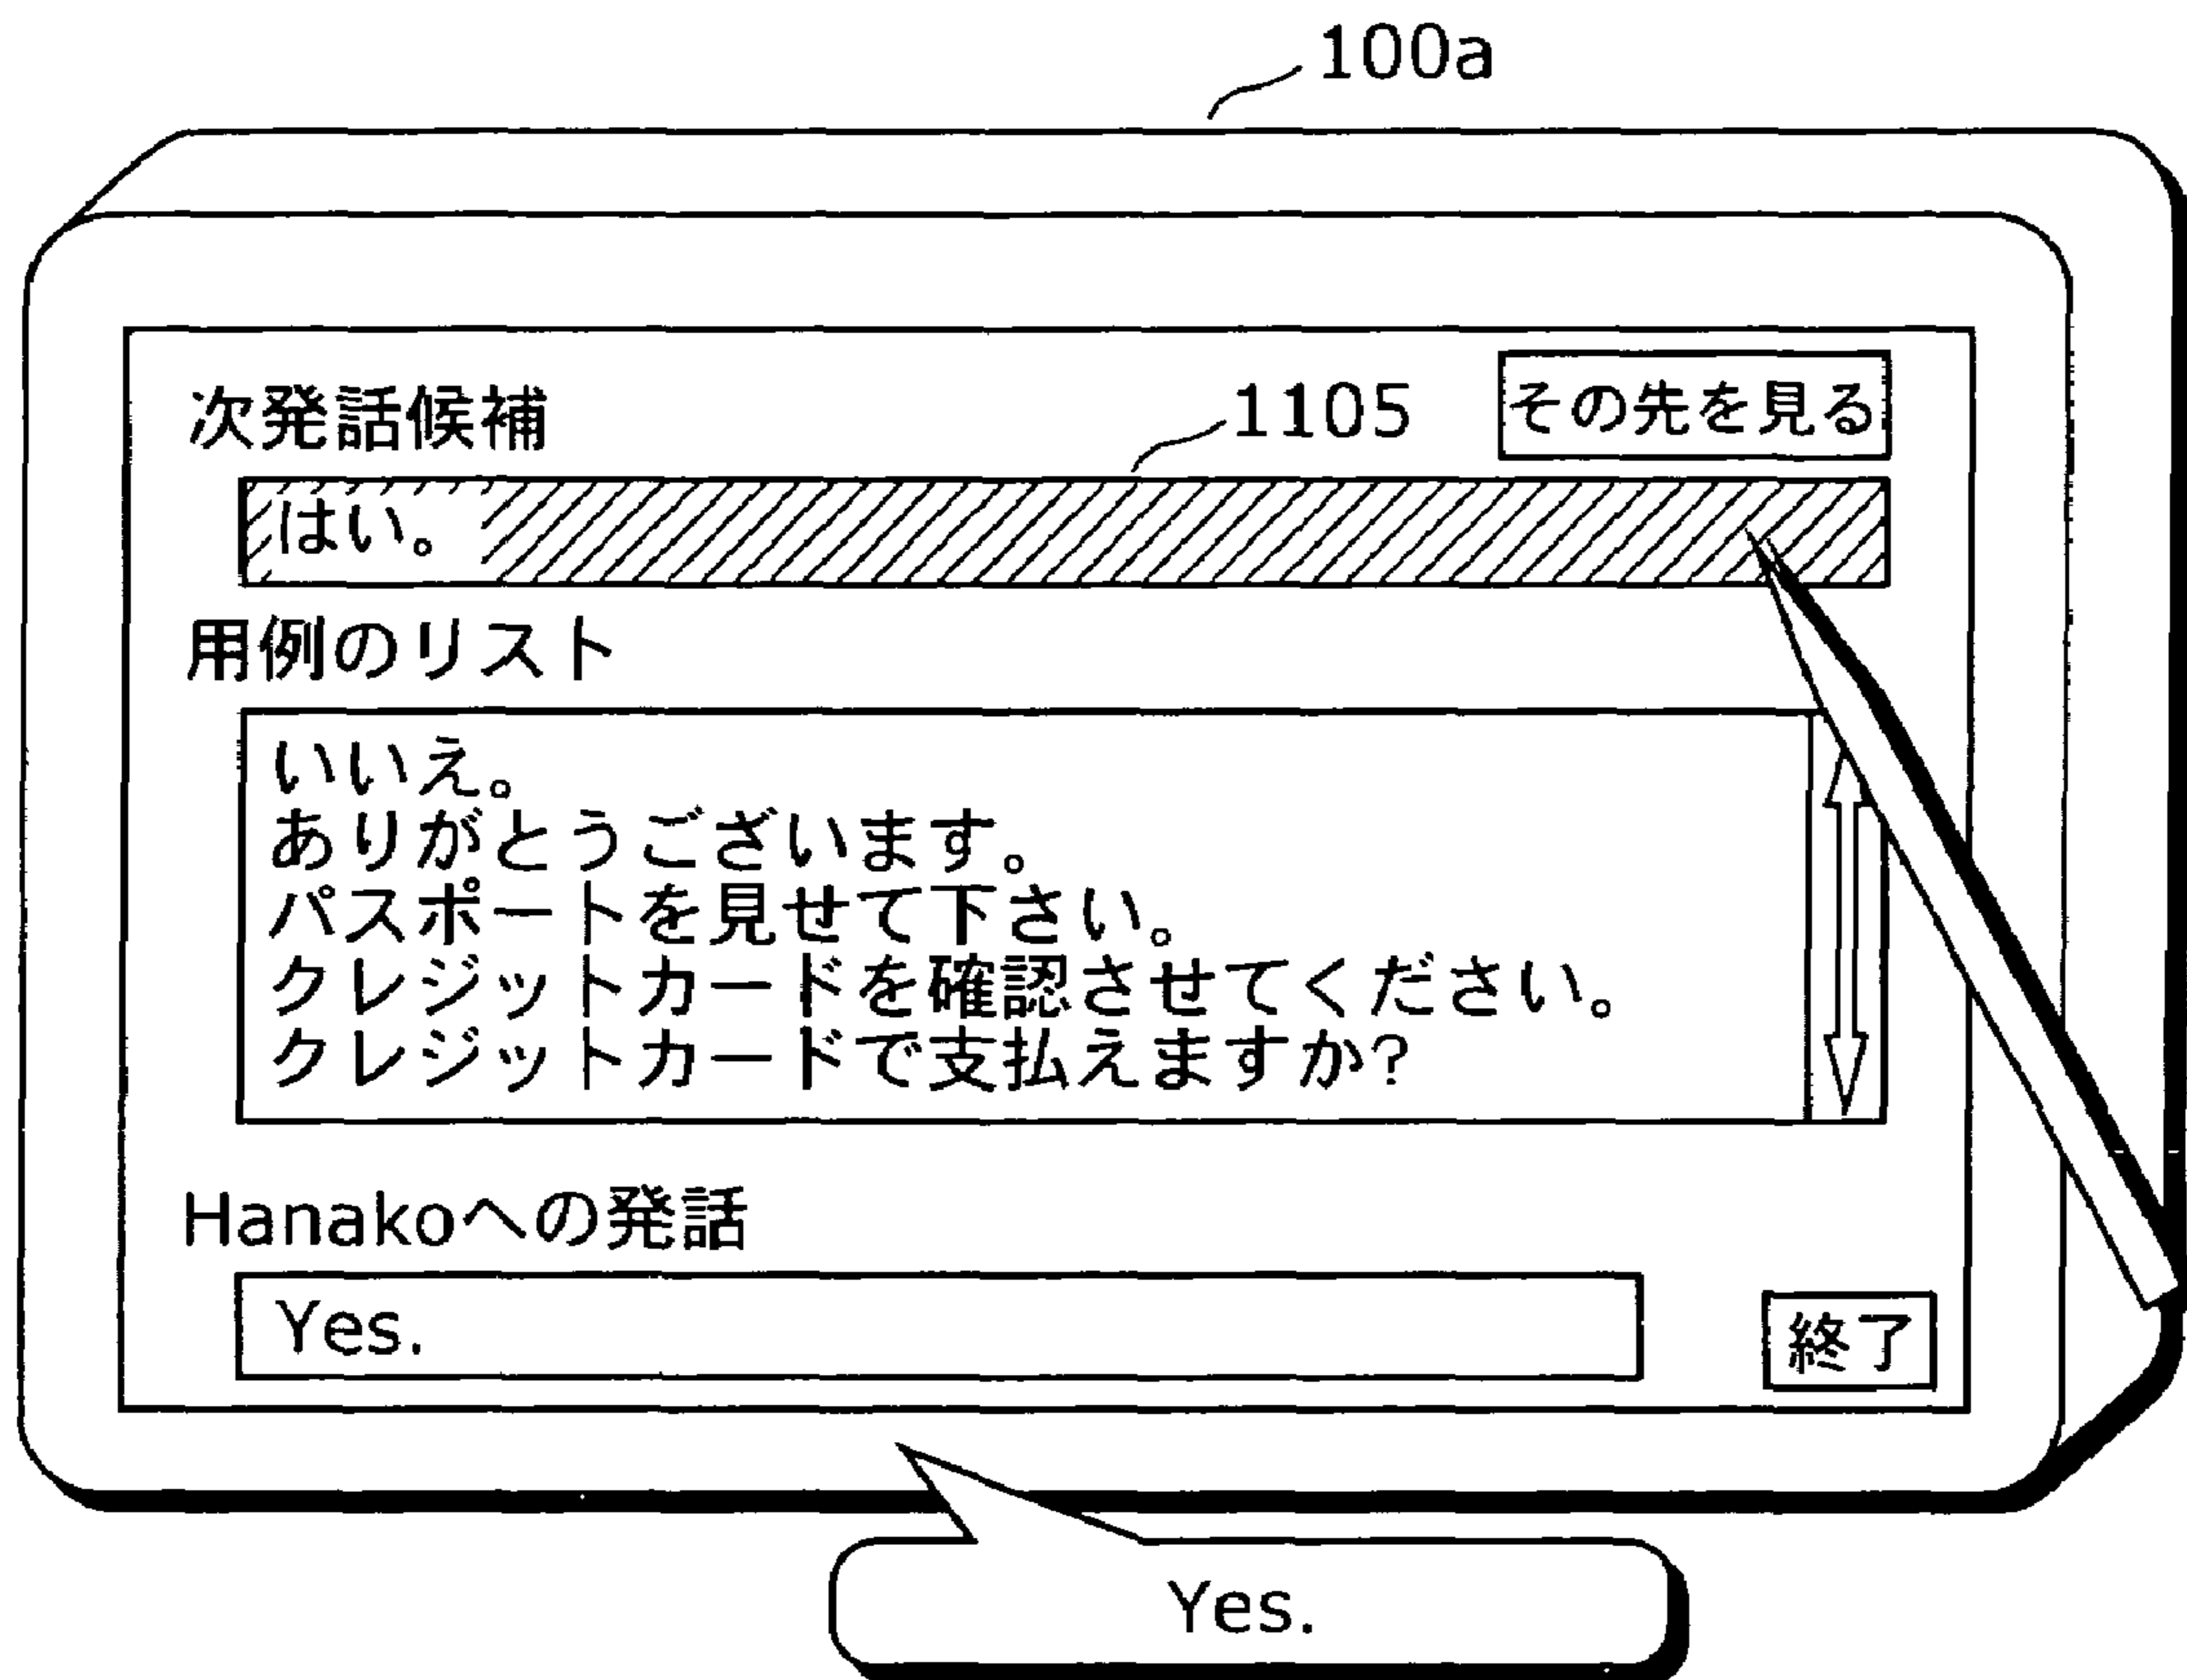 100a
次発話候補
1105
その先を見る
はい。
用例のリスト
いいえ。
ありがとうございます。
パスポートを見せて下さい。
クレジットカードを確認させてください。
クレジットカードで支払えますか?
Hanakoへの発話
Yes.
終了
Yes.